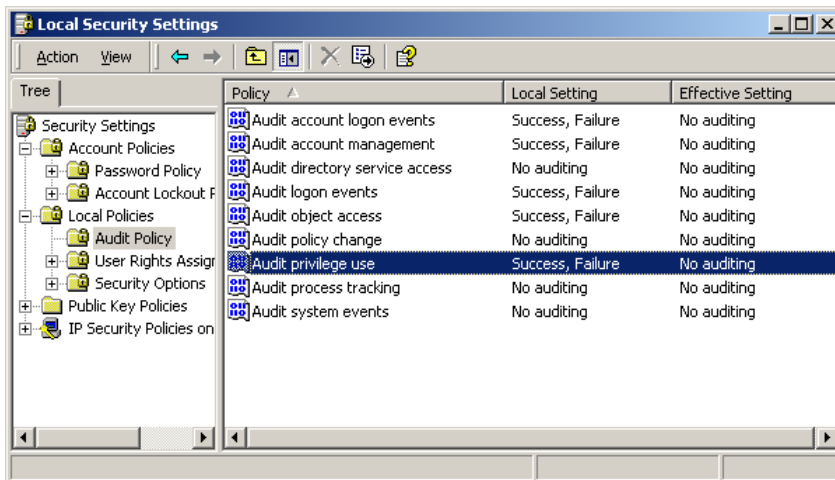 Local Security Settings
Action View
Tree
Policy Local Setting Effective Setting
Security Settings
Account Policies
Password Policy
Account Lockout P
Local Policies
Audit Policy
User Rights Assigr
Security Options
Public Key Policies
IP Security Policies on
Audit account logon events Success, Failure No auditing
Audit account management Success, Failure No auditing
Audit directory service access No auditing No auditing
Audit logon events Success, Failure No auditing
Audit object access Success, Failure No auditing
Audit policy change No auditing No auditing
Audit privilege use Success, Failure No auditing
Audit process tracking No auditing No auditing
Audit system events No auditing No auditing